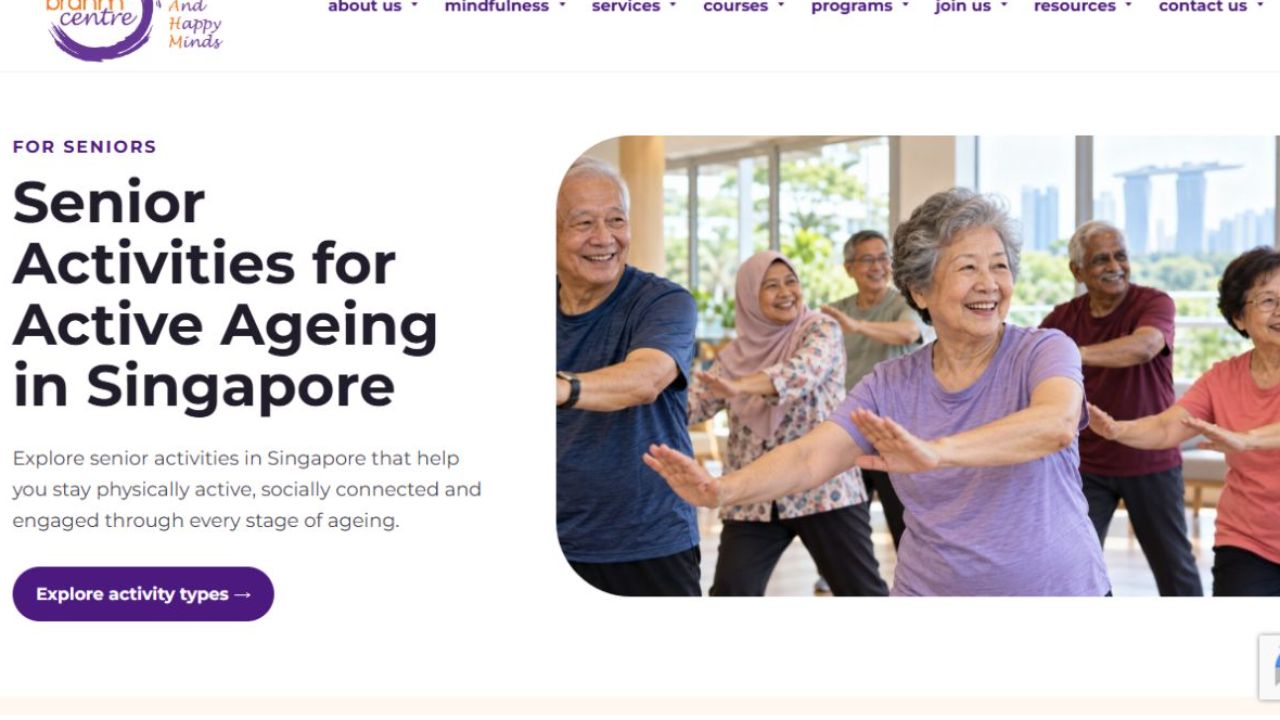 brahm
centre
And
Happy
Minds
about us
mindfulness
services
courses
programs
join us
resources
contact us
FOR SENIORS
Senior
Activities for
Active Ageing
in Singapore
Explore senior activities in Singapore that help
you stay physically active, socially connected and
engaged through every stage of ageing.
Explore activity types →